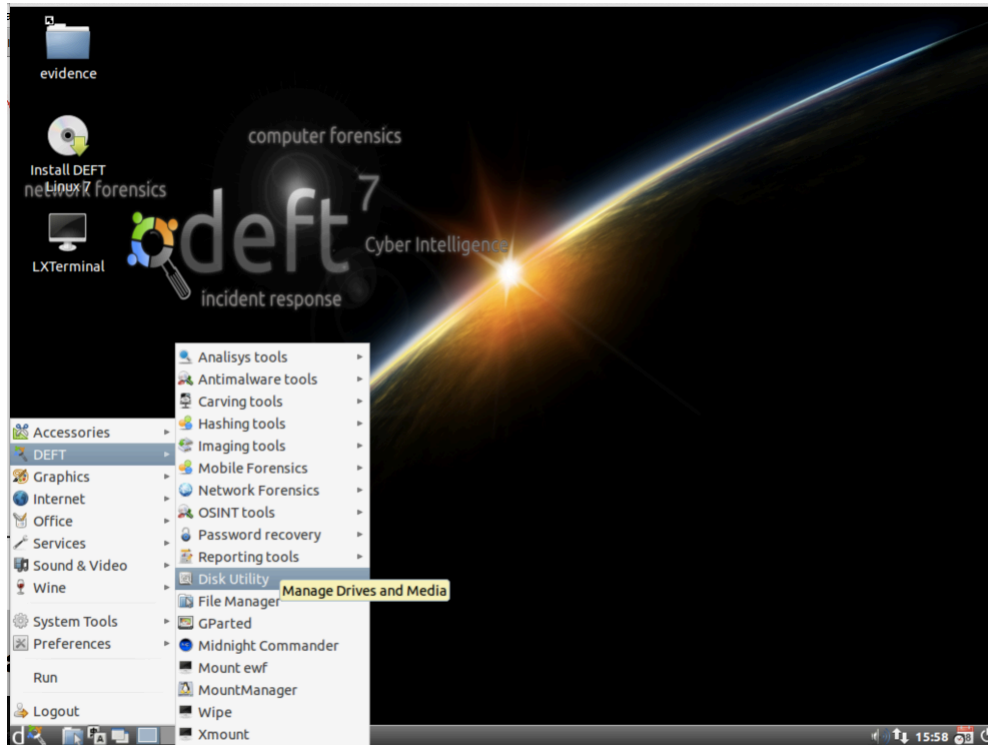 evidence
Install DEFT
Linux 7
LXTerminal
computer forensics
network forensics
deft 7
Cyber Intelligence
incident response
Analisys tools
Antimalware tools
Carving tools
Hashing tools
Imaging tools
Mobile Forensics
Network Forensics
OSINT tools
Password recovery
Reporting tools
Disk Utility
Manage Drives and Media
File Manager
GParted
Midnight Commander
Mount ewf
MountManager
Wipe
Xmount
Accessories
DEFT
Graphics
Internet
Office
Services
Sound & Video
Wine
System Tools
Preferences
Run
Logout
d
15:58